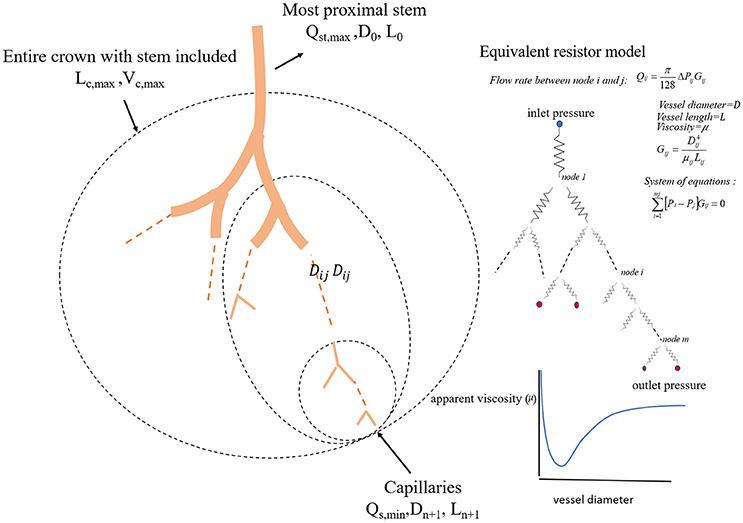 Most proximal stem
Q_st,max ,D_0, L_0
Entire crown with stem included
L_c,max ,V_c,max
D_ij D_ij
Capillaries
Q_s,min,D_n+1, L_n+1
Equivalent resistor model
Flow rate between node i and j: Q_ij = π/128 ΔP_ij G_ij
Vessel diameter=D
Vessel length=L
Viscosity=μ
G_ij = D_ij^4 / μ_ij L_ij
System of equations :
∑_{i=1}^{mj} [P_i − P_j]G_ij = 0
inlet pressure
node 1
node i
node m
outlet pressure
apparent viscosity (μ)
vessel diameter